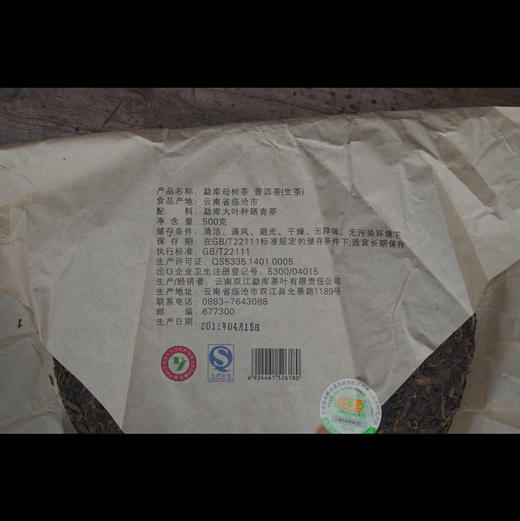 产品名称: 勐库母树茶 普洱茶(生茶)
食品产地: 云南省临沧市
配 料: 勐库大叶种晒青茶
净 含 量: 500克
储存条件: 清洁、通风、避光、干燥、无异味、无污染环境下
保 存 期: 在GB/T22111标准规定的储存条件下,适宜长期保存
执行标准: GB/T22111
生产许可证: QS5335 1401 0005
出口企业卫生注册登记号: 5300/04015
生产/经销者: 云南双江勐库茶叶有限责任公司
生产地址: 云南省临沧市双江县允景路1189号
联系电话: 0883-7643088
邮 编: 677300
生产日期: 2012年04月15日
6924461526180